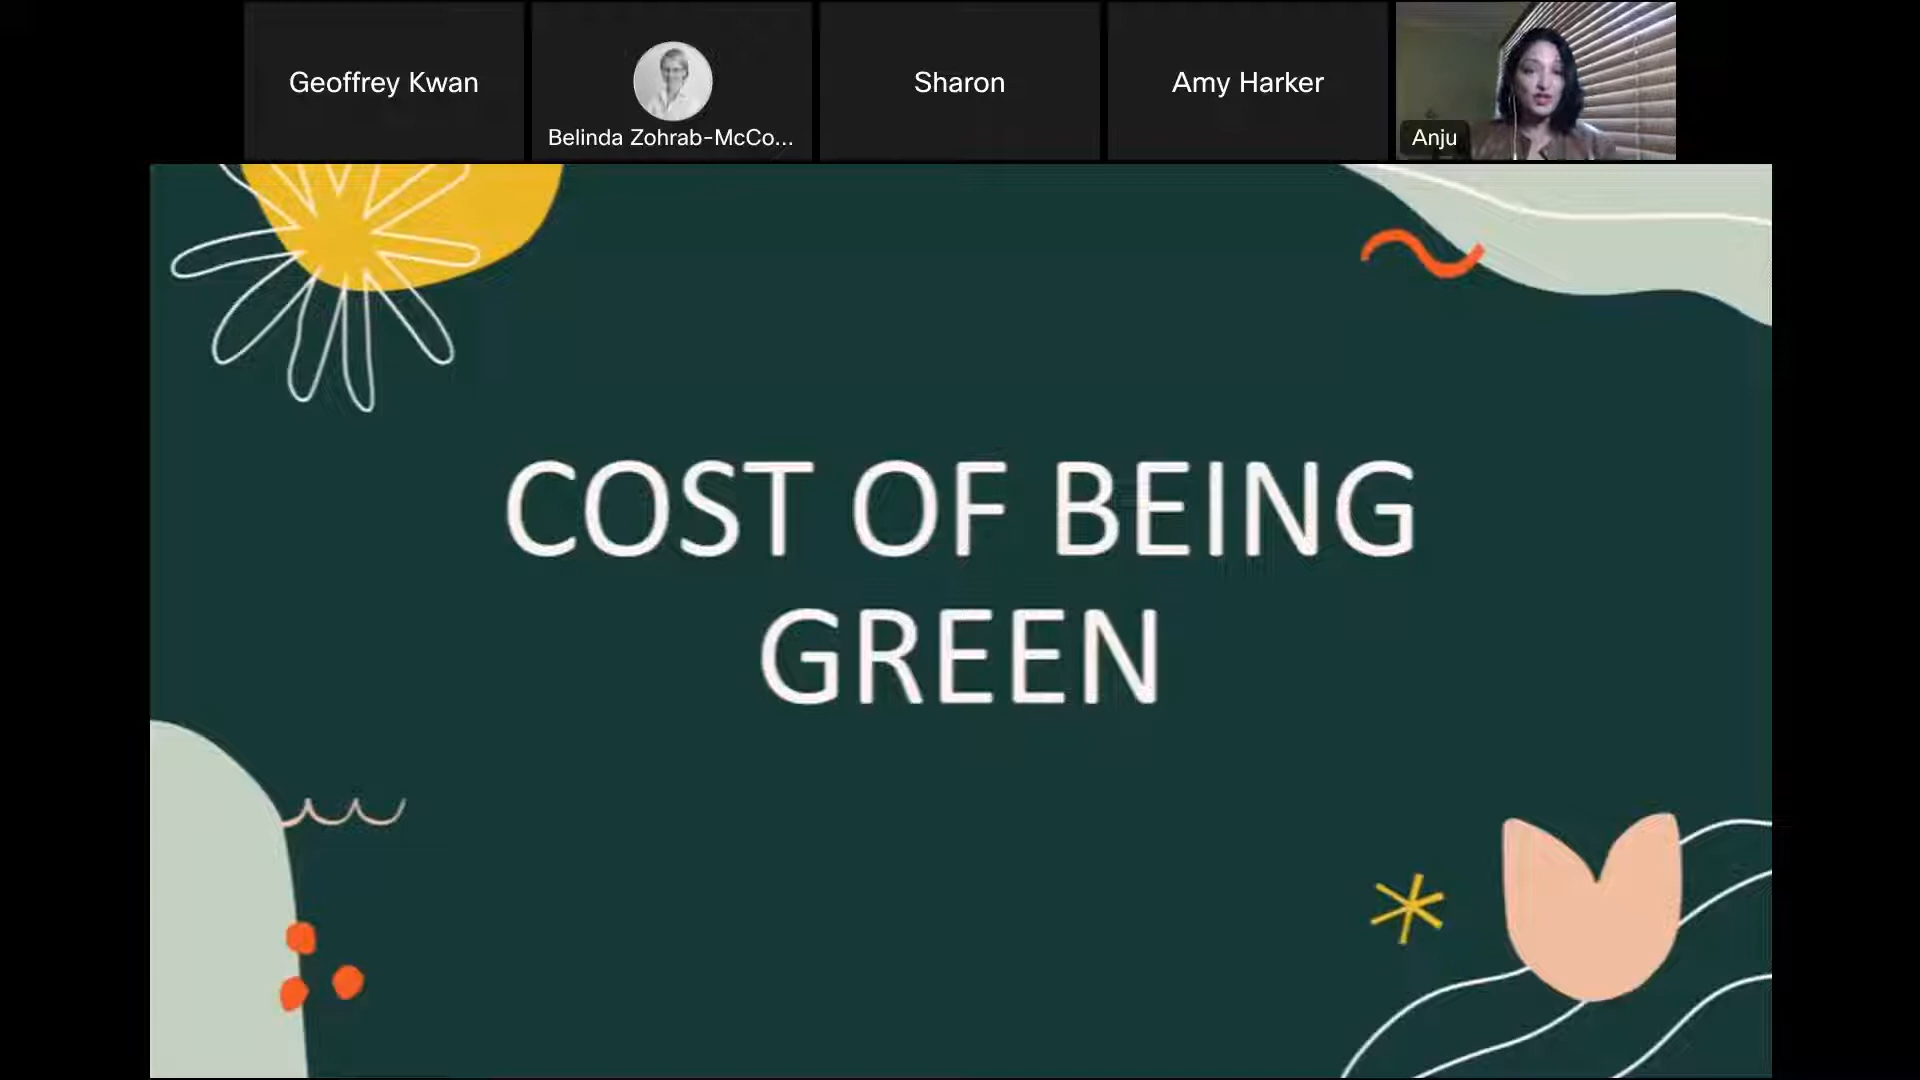 Geoffrey Kwan
Belinda Zohrab-McCo...
Sharon
Amy Harker
Anju
COST OF BEING
GREEN